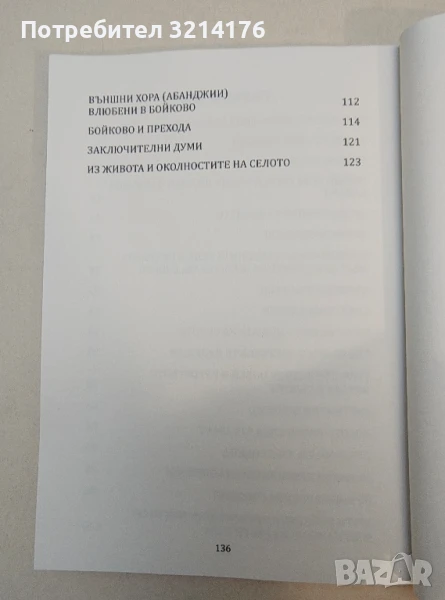 Потребител 3214176
ВЪНШНИ ХОРА (АБАНДЖИИ)
ВЛЮБЕНИ В БОЙКОВО 112
БОЙКОВО И ПРЕХОДА 114
ЗАКЛЮЧИТЕЛНИ ДУМИ 121
ИЗ ЖИВОТА И ОКОЛНОСТИТЕ НА СЕЛОТО 123
136
BAZAR